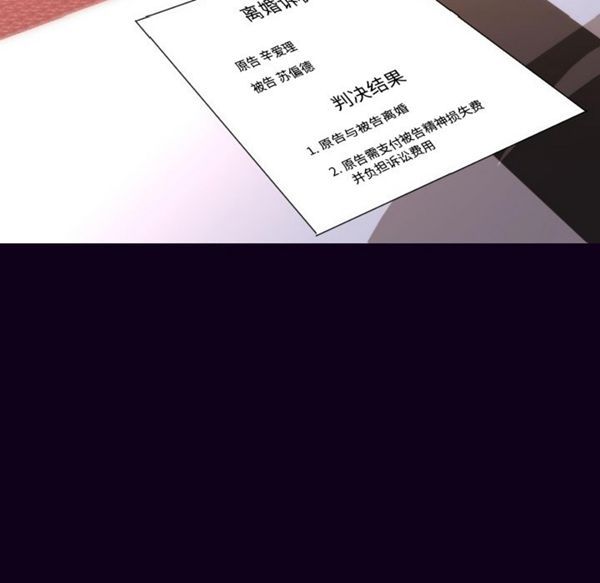 离婚诉
原告 辛爱理
被告 苏偏德
判决结果
1. 原告与被告离婚
2. 原告需支付被告精神损失费
并负担诉讼费用